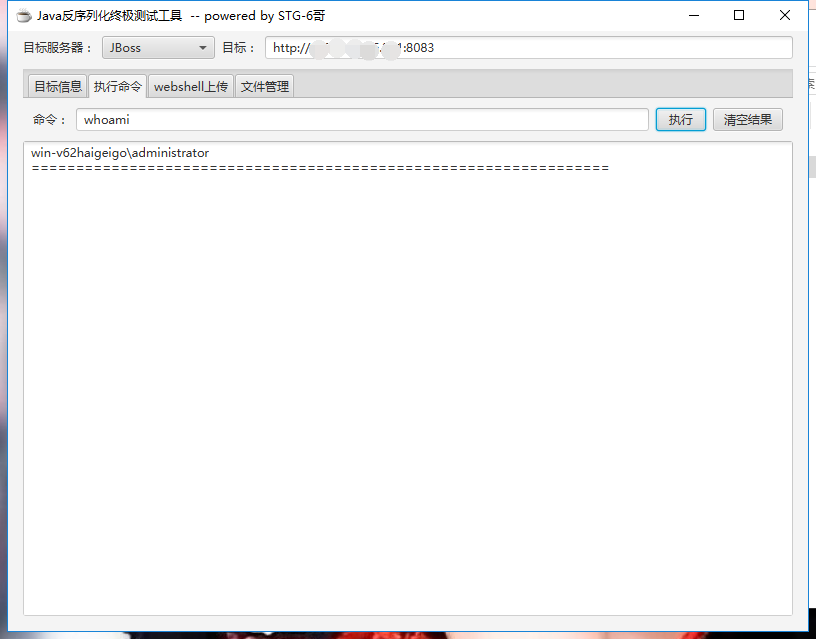 Java反序列化终极测试工具 -- powered by STG-6哥
目标服务器： JBoss 目标： http:// :8083
目标信息 执行命令 webshell上传 文件管理
命令： whoami 执行 清空结果
win-v62haigeigo\administrator
=================================================================